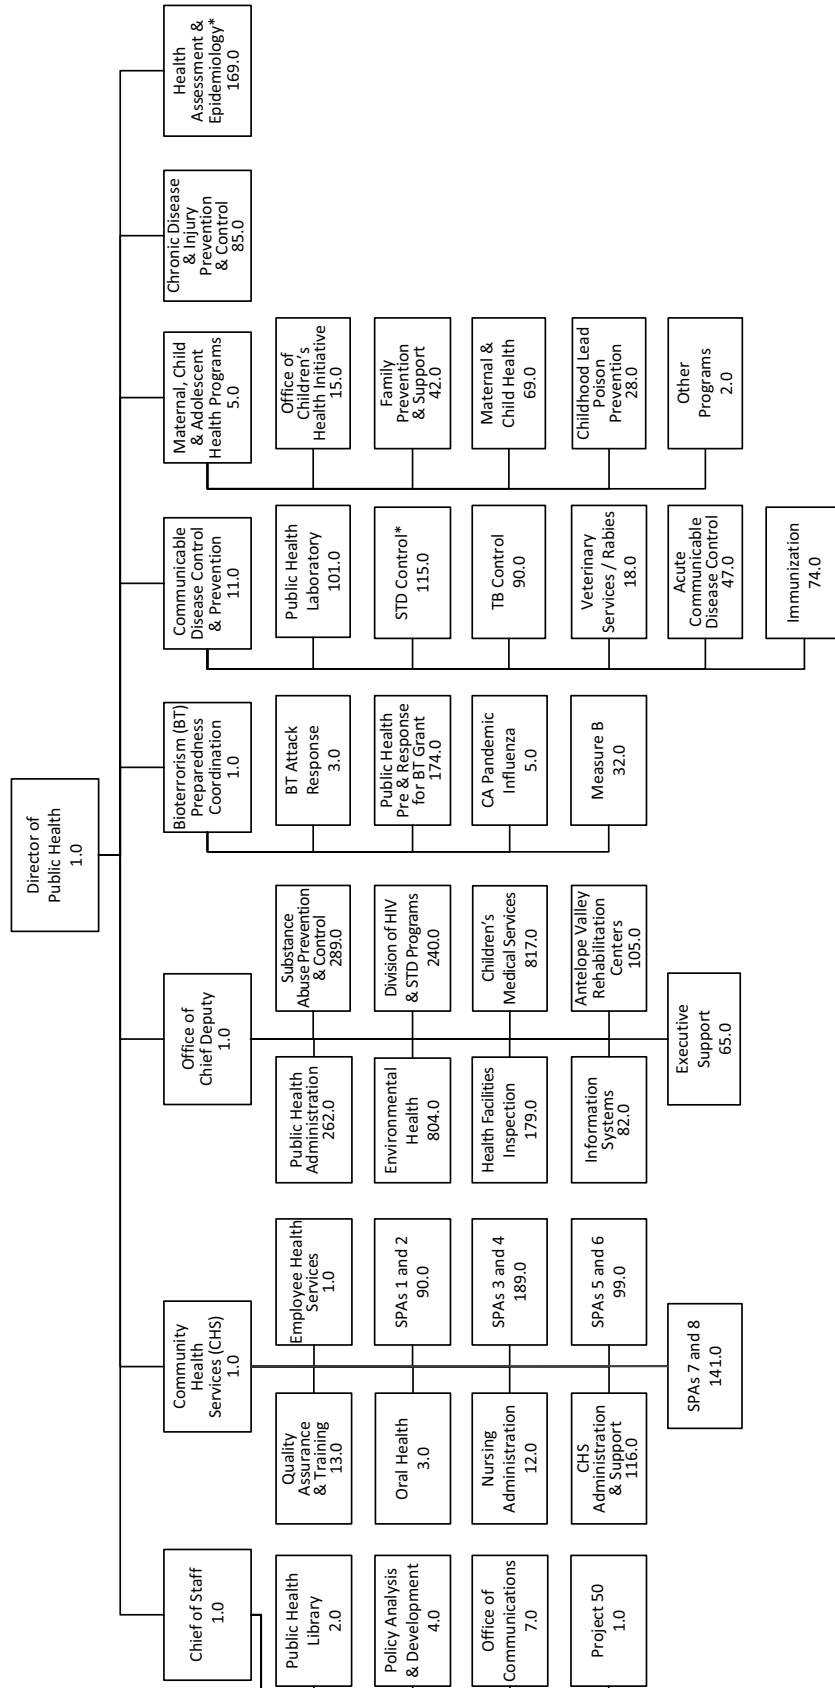 Director of
Public Health
1.0
Chief of Staff
1.0
Public Health
Library
2.0
Policy Analysis
& Development
4.0
Office of
Communications
7.0
Project 50
1.0
Community
Health
Services (CHS)
1.0
Quality
Assurance
& Training
13.0
Employee Health
Services
1.0
Oral Health
3.0
SPAs 1 and 2
90.0
Nursing
Administration
12.0
SPAs 3 and 4
189.0
CHS
Administration
& Support
116.0
SPAs 5 and 6
99.0
SPAs 7 and 8
141.0
Office of
Chief Deputy
1.0
Public Health
Administration
262.0
Substance
Abuse Prevention
& Control
289.0
Environmental
Health
804.0
Division of HIV
& STD Programs
240.0
Health Facilities
Inspection
179.0
Children's
Medical Services
817.0
Information
Systems
82.0
Antelope Valley
Rehabilitation
Centers
105.0
Executive
Support
65.0
Bioterrorism (BT)
Preparedness
Coordination
1.0
BT Attack
Response
3.0
Public Health
Pre & Response
for BT Grant
174.0
CA Pandemic
Influenza
5.0
Measure B
32.0
Communicable
Disease Control
& Prevention
11.0
Public Health
Laboratory
101.0
STD Control*
115.0
TB Control
90.0
Veterinary
Services / Rabies
18.0
Acute
Communicable
Disease Control
47.0
Immunization
74.0
Maternal, Child
& Adolescent
Health Programs
5.0
Office of
Children's
Health Initiative
15.0
Family
Prevention
& Support
42.0
Maternal &
Child Health
69.0
Childhood Lead
Poison
Prevention
28.0
Other
Programs
2.0
Chronic Disease
& Injury
Prevention
& Control
85.0
Health
Assessment &
Epidemiology*
169.0